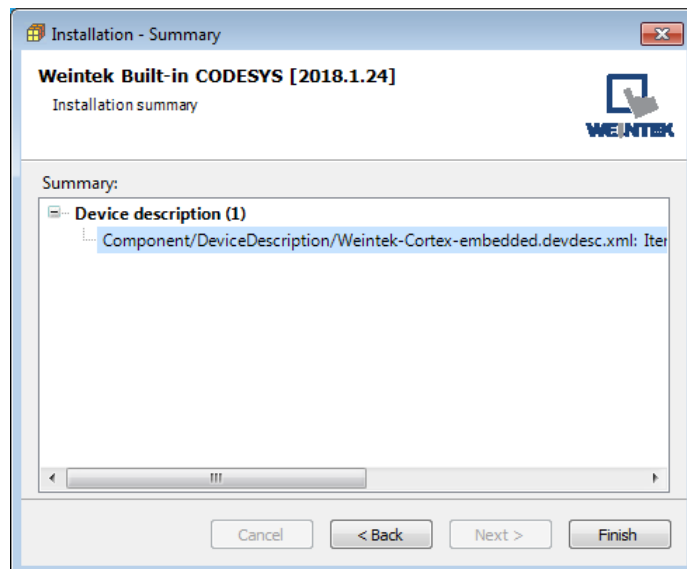 Installation - Summary
Weintek Built-in CODESYS [2018.1.24]
Installation summary
WEINTEK
Summary:
Device description (1)
Component/DeviceDescription/Weintek-Cortex-embedded.devdesc.xml: Iter
Cancel
< Back
Next >
Finish